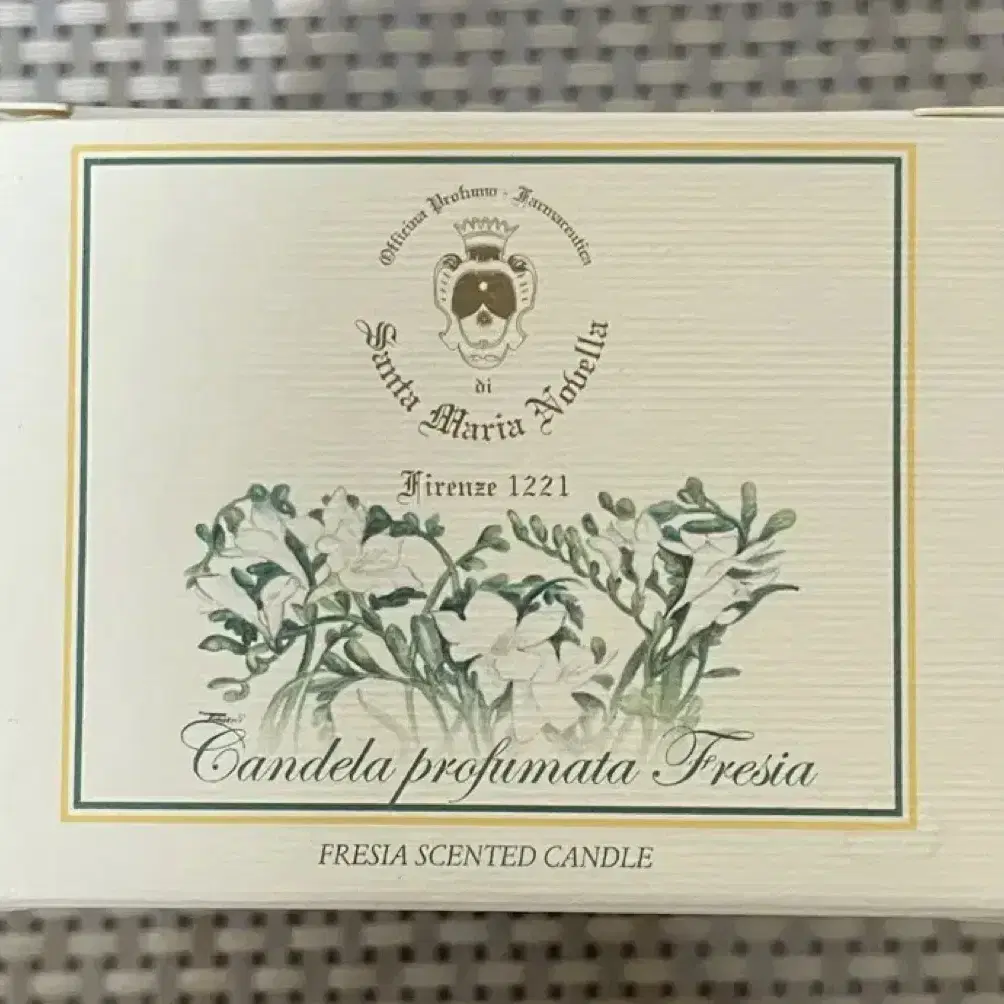 Officina Profumo - Farmaceutica
di
Santa Maria Novella
Firenze 1221
Candela profumata Fresia
FRESIA SCENTED CANDLE